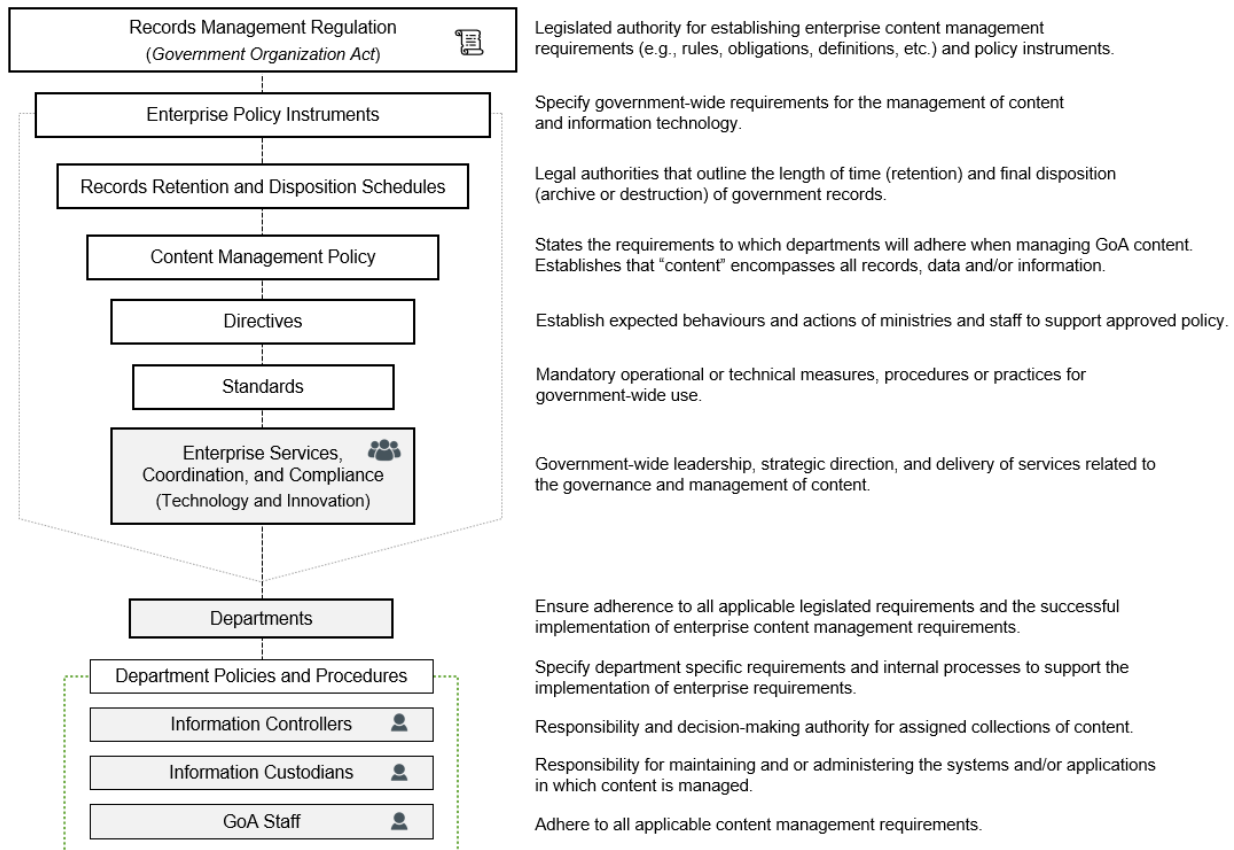 Records Management Regulation
(Government Organization Act)
Legislated authority for establishing enterprise content management
requirements (e.g., rules, obligations, definitions, etc.) and policy instruments.
Enterprise Policy Instruments
Specify government-wide requirements for the management of content
and information technology.
Records Retention and Disposition Schedules
Legal authorities that outline the length of time (retention) and final disposition
(archive or destruction) of government records.
Content Management Policy
States the requirements to which departments will adhere when managing GoA content.
Establishes that “content” encompasses all records, data and/or information.
Directives
Establish expected behaviours and actions of ministries and staff to support approved policy.
Standards
Mandatory operational or technical measures, procedures or practices for
government-wide use.
Enterprise Services,
Coordination, and Compliance
(Technology and Innovation)
Government-wide leadership, strategic direction, and delivery of services related to
the governance and management of content.
Departments
Ensure adherence to all applicable legislated requirements and the successful
implementation of enterprise content management requirements.
Department Policies and Procedures
Specify department specific requirements and internal processes to support the
implementation of enterprise requirements.
Information Controllers
Responsibility and decision-making authority for assigned collections of content.
Information Custodians
Responsibility for maintaining and or administering the systems and/or applications
in which content is managed.
GoA Staff
Adhere to all applicable content management requirements.